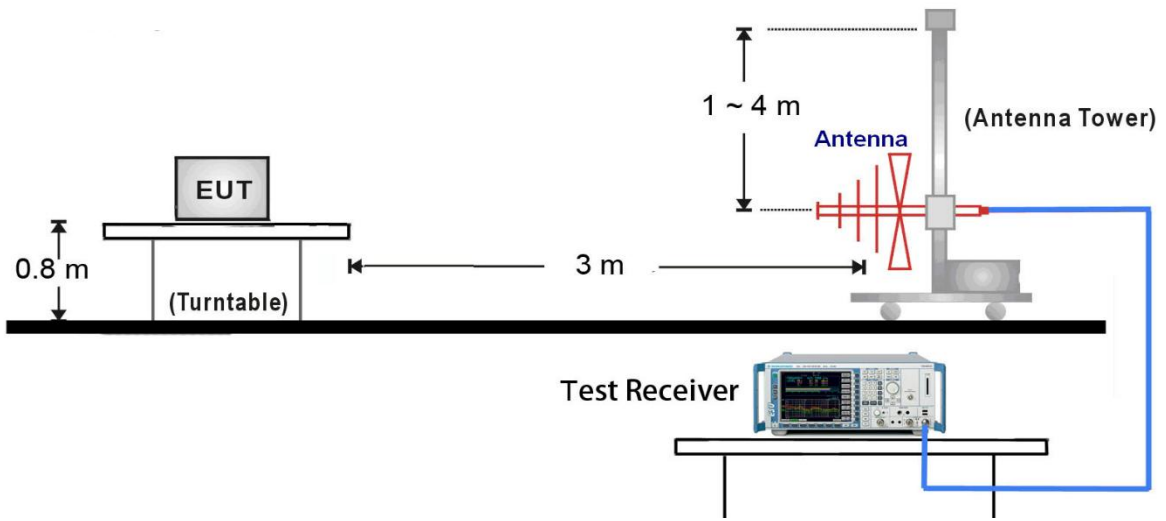 1 ~ 4 m
(Antenna Tower)
Antenna
EUT
0.8 m
3 m
(Turntable)
Test Receiver